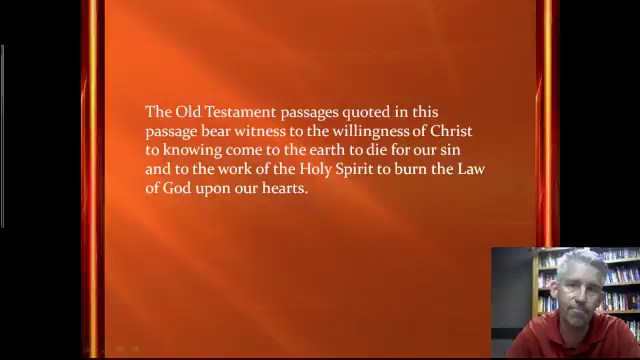 The Old Testament passages quoted in this
passage bear witness to the willingness of Christ
to knowing come to the earth to die for our sin
and to the work of the Holy Spirit to burn the Law
of God upon our hearts.